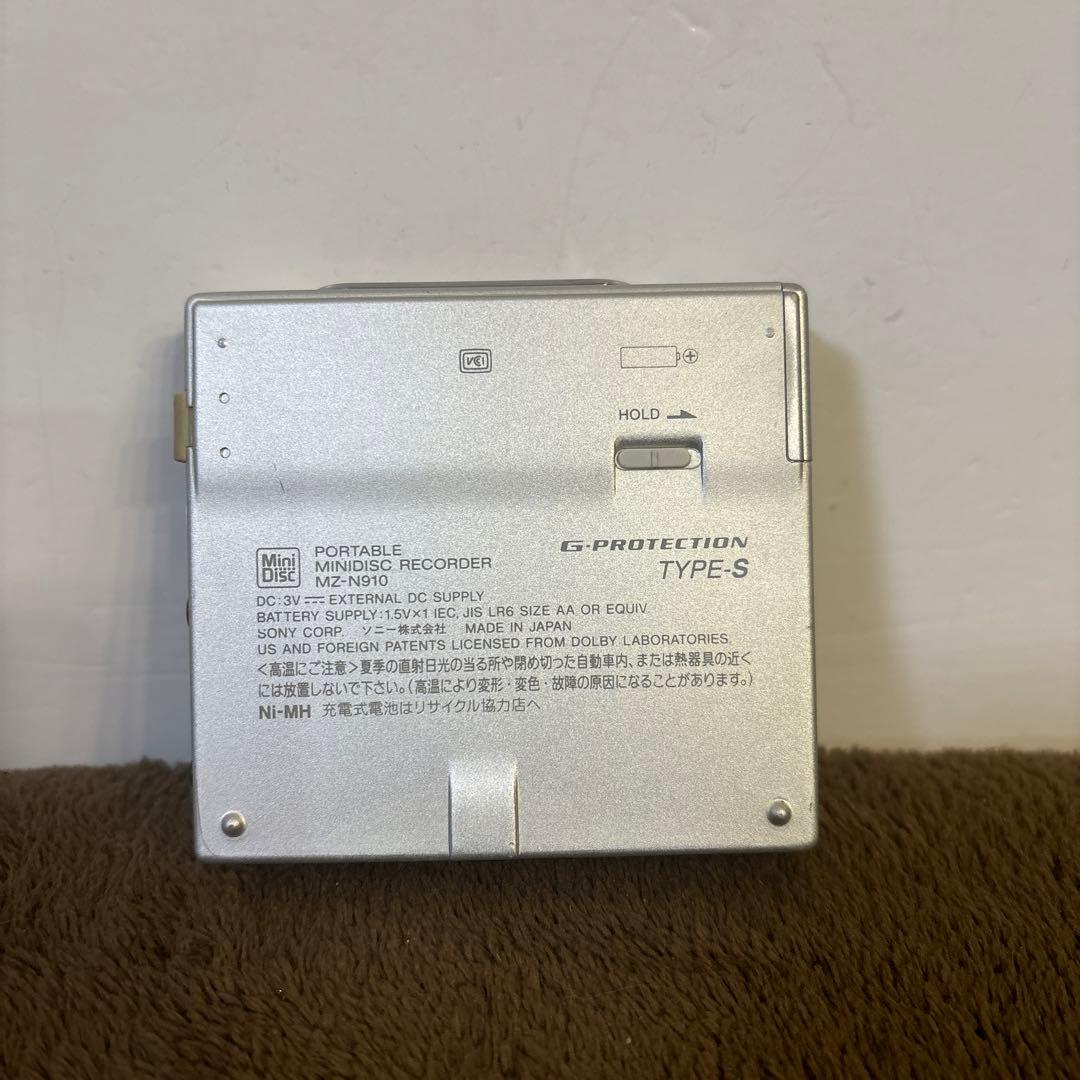 VCCI
HOLD
Mini Disc
PORTABLE
MINIDISC RECORDER
MZ-N910
G-PROTECTION
TYPE-S
DC:3V EXTERNAL DC SUPPLY
BATTERY SUPPLY:1.5V×1 IEC, JIS LR6 SIZE AA OR EQUIV.
SONY CORP. ソニー株式会社 MADE IN JAPAN
US AND FOREIGN PATENTS LICENSED FROM DOLBY LABORATORIES.
<高温にご注意>夏季の直射日光の当る所や閉め切った自動車内、または熱器具の近く
には放置しないで下さい。(高温により変形・変色・故障の原因になることがあります。)
Ni-MH 充電式電池はリサイクル協力店へ